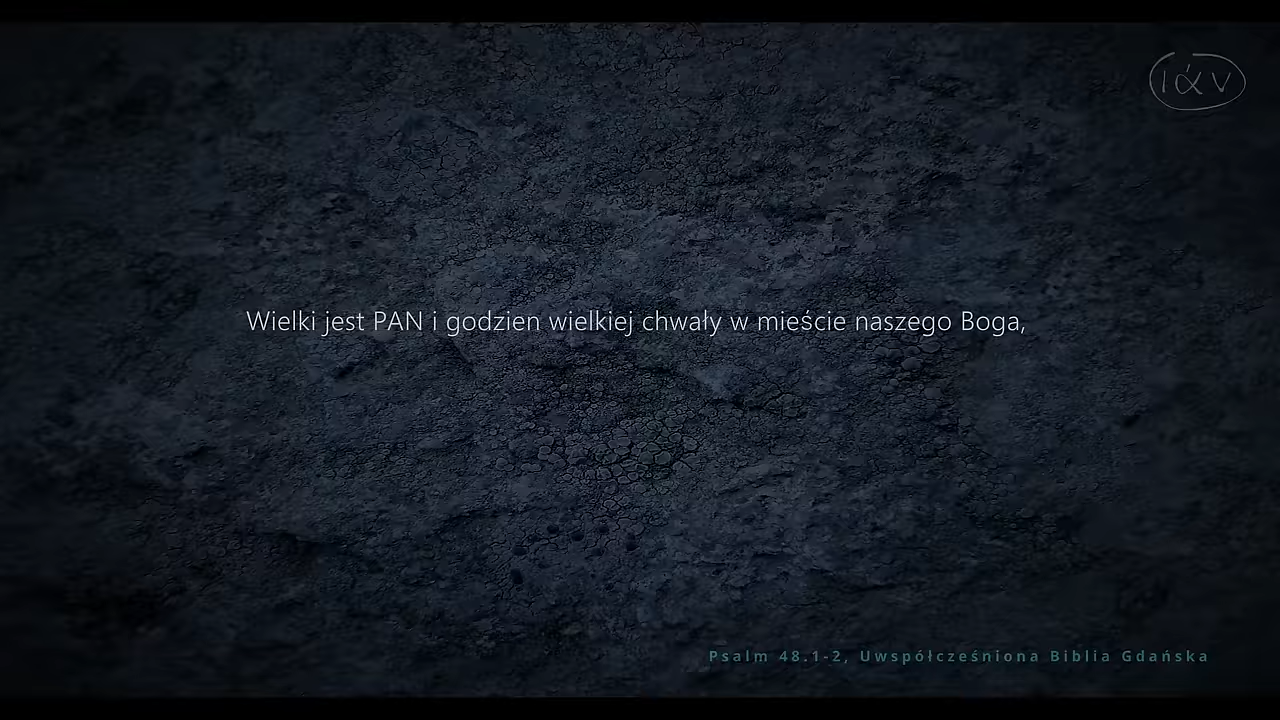 Wielki jest PAN i godzien wielkiej chwały w mieście naszego Boga,
Psalm 48.1-2, Uwspółcześniona Biblia Gdańska